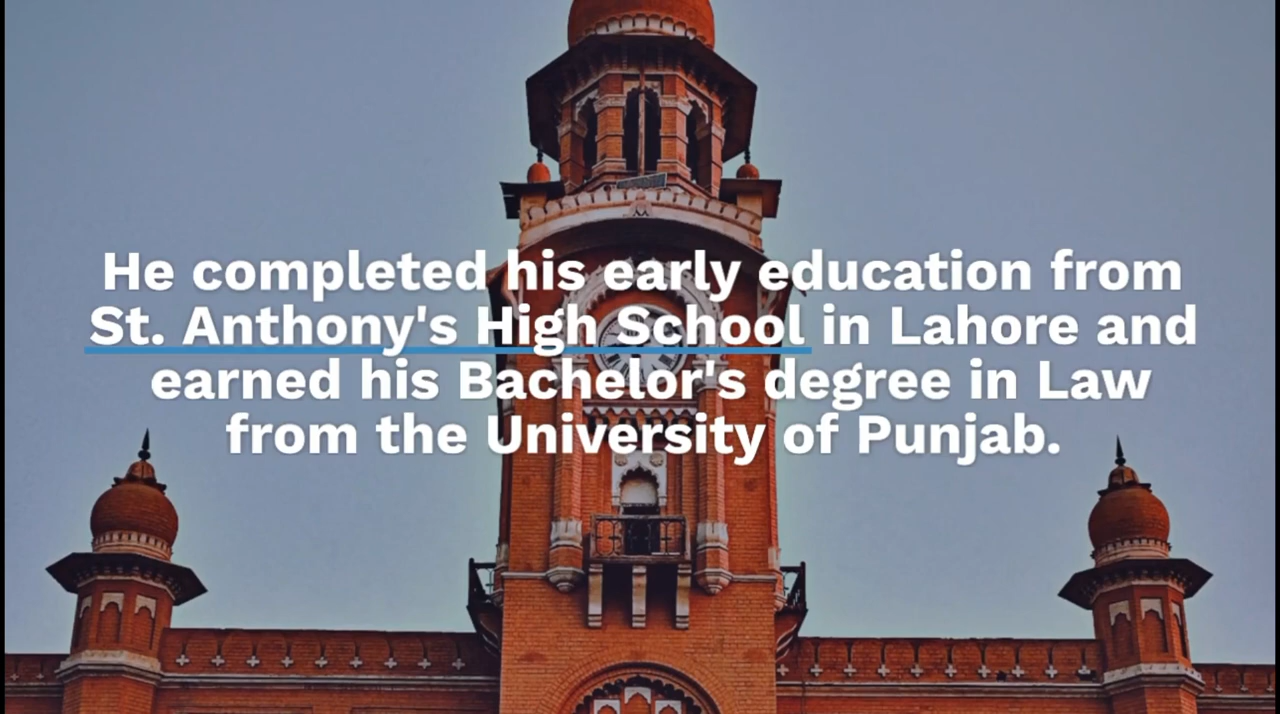 He completed his early education from
St. Anthony's High School in Lahore and
earned his Bachelor's degree in Law
from the University of Punjab.